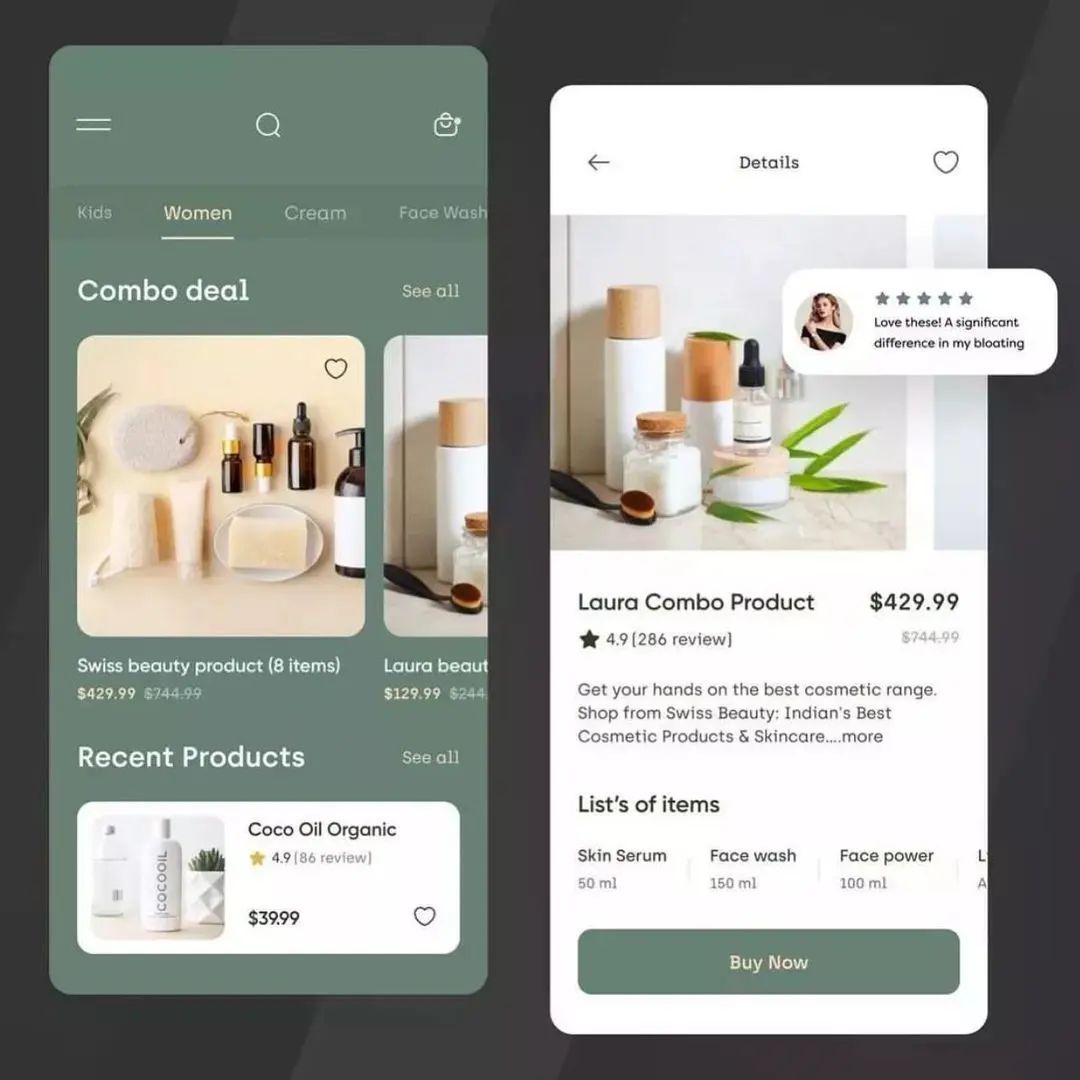 Kids Women Cream Face Wash
Combo deal See all
Swiss beauty product (8 items)
$429.99 $744.99
Laura beaut
$129.99 $244
Recent Products See all
COCOOIL
Coco Oil Organic
4.9 (86 review)
$39.99
Details
Love these! A significant
difference in my bloating
Laura Combo Product $429.99
4.9 (286 review) $744.99
Get your hands on the best cosmetic range.
Shop from Swiss Beauty: Indian's Best
Cosmetic Products & Skincare....more
List's of items
Skin Serum Face wash Face power
50 ml 150 ml 100 ml
Buy Now